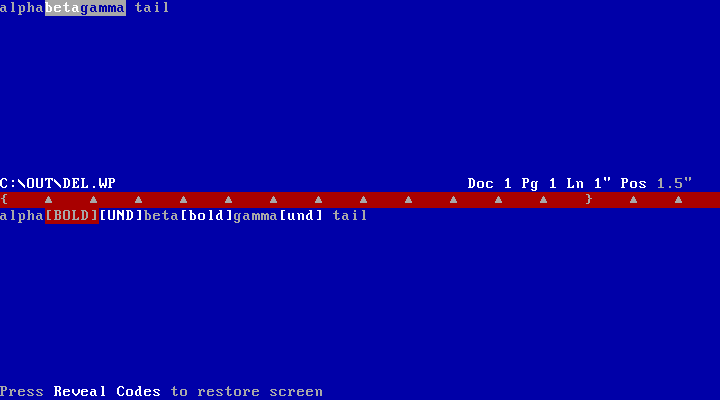 alphabetagamma tail
C:\OUT\DEL.WP Doc 1 Pg 1 Ln 1" Pos 1.5"
{ ▲ ▲ ▲ ▲ ▲ ▲ ▲ ▲ ▲ ▲ ▲ ▲ } ▲ ▲
alpha[BOLD][UND]beta[bold]gamma[und] tail
Press Reveal Codes to restore screen